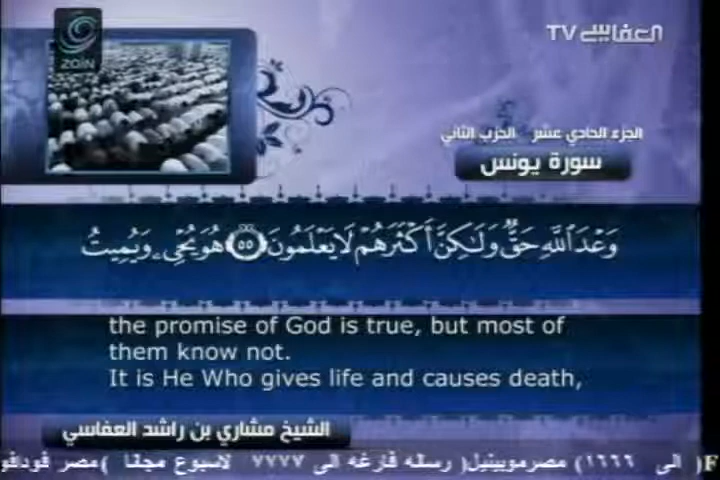 ZOIN
العفاسي TV
الجزء الحادي عشر الحزب الثاني
سورة يونس
وَعْدَ ٱللَّهِ حَقٌّ وَلَٰكِنَّ أَكْثَرَهُمْ لَا يَعْلَمُونَ ٥٥ هُوَ يُحْيِۦ وَيُمِيتُ
the promise of God is true, but most of
them know not.
It is He Who gives life and causes death,
الشيخ مشاري بن راشد العفاسي
F( الى ١٦٦٦) مصرموبينيل( رساله فارغه الى ٧٧٧٧ لاسبوع مجانا )مصر فودافو